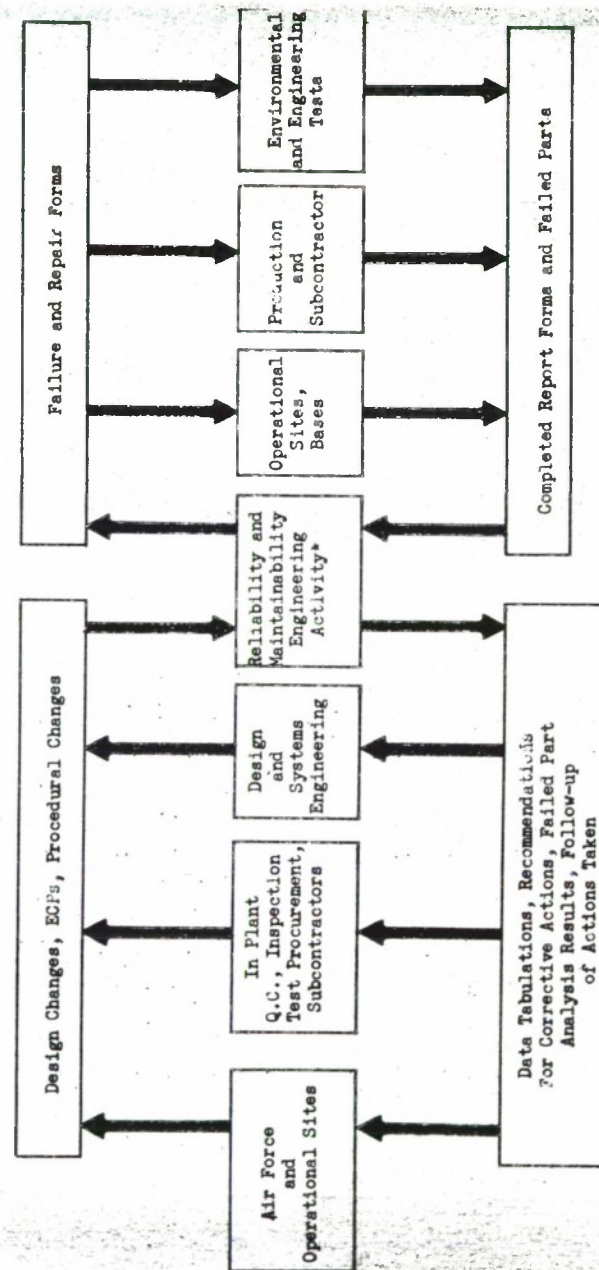 Design Changes, ECPs, Procedural Changes
Failure and Repair Forms
Air Force
and
Operational Sites
In Plant
Q.C., Inspection
Test Procurement,
Subcontractors
Design
and
Systems
Engineering
Reliability and
Maintainability
Engineering
Activity*
Operational
Sites,
Bases
Production
and
Subcontractor
Environmental
and Engineering
Tests
Data Tabulations, Recommendations
For Corrective Actions, Failed Part
Analysis Results, Follow-up
of Actions Taken
Completed Report Forms and Failed Parts